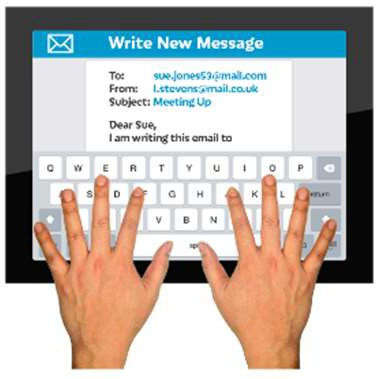 Write New Message
To: sue.jones53@mail.com
From: l.stevens@mail.co.uk
Subject: Meeting Up
Dear Sue,
I am writing this email to
Q W E R T Y U I O P
S D F G H J K L return
V B N